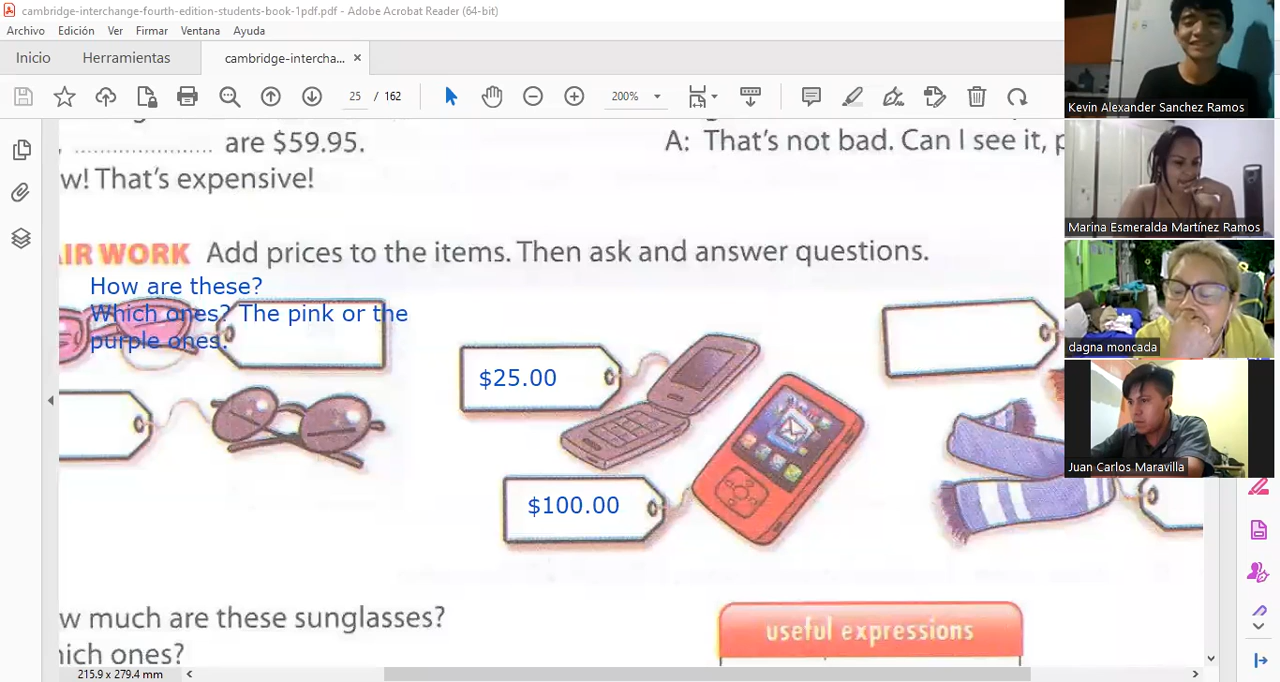 cambridge-interchange-fourth-edition-students-book-1pdf.pdf - Adobe Acrobat Reader (64-bit)
Archivo Edición Ver Firmar Ventana Ayuda
Inicio Herramientas cambridge-intercha... ×
25 / 162 200%
are $59.95.
A: That's not bad. Can I see it, p
w! That's expensive!
AIR WORK Add prices to the items. Then ask and answer questions.
How are these?
Which ones? The pink or the
purple ones.
$25.00
$100.00
w much are these sunglasses?
hich ones?
useful expressions
215.9 x 279.4 mm
Kevin Alexander Sanchez Ramos
Marina Esmeralda Martínez Ramos
dagna moncada
Juan Carlos Maravilla